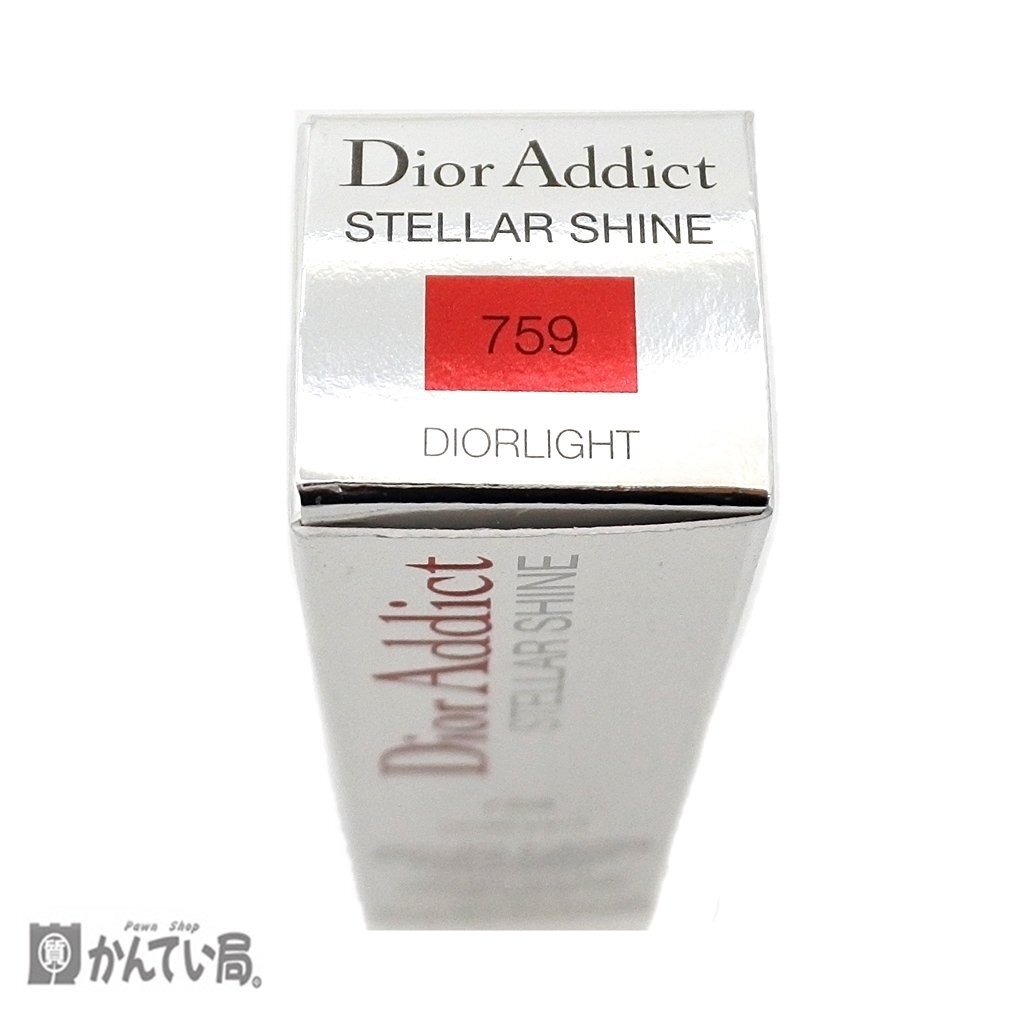 Dior Addict
STELLAR SHINE
759
DIORLIGHT
Dior Addict
STELLAR SHINE
Pawn Shop
質 かんてい局。